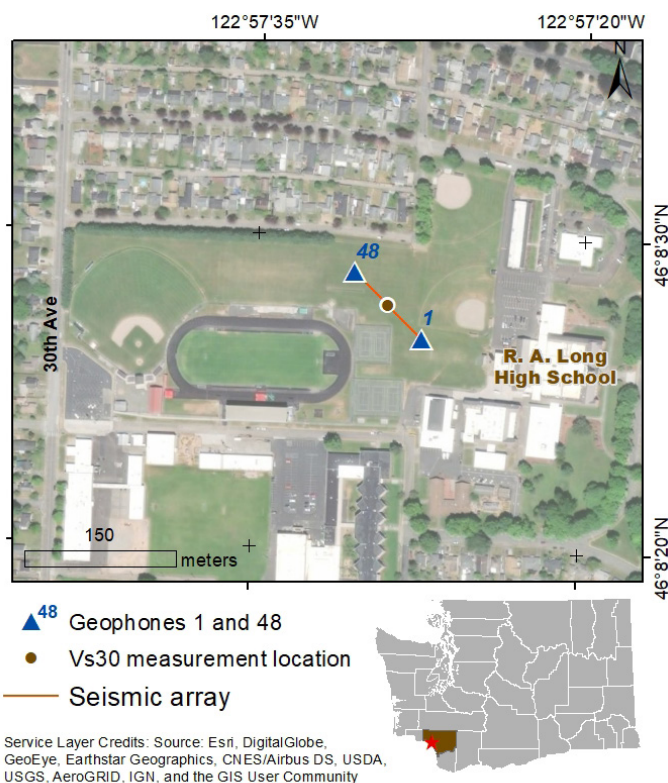 122°57'35"W
122°57'20"W
N
46°8'30"N
48
1
30th Ave
R. A. Long
High School
150
meters
46°8'20"N
48 Geophones 1 and 48
Vs30 measurement location
Seismic array
Service Layer Credits: Source: Esri, DigitalGlobe,
GeoEye, Earthstar Geographics, CNES/Airbus DS, USDA,
USGS, AeroGRID, IGN, and the GIS User Community